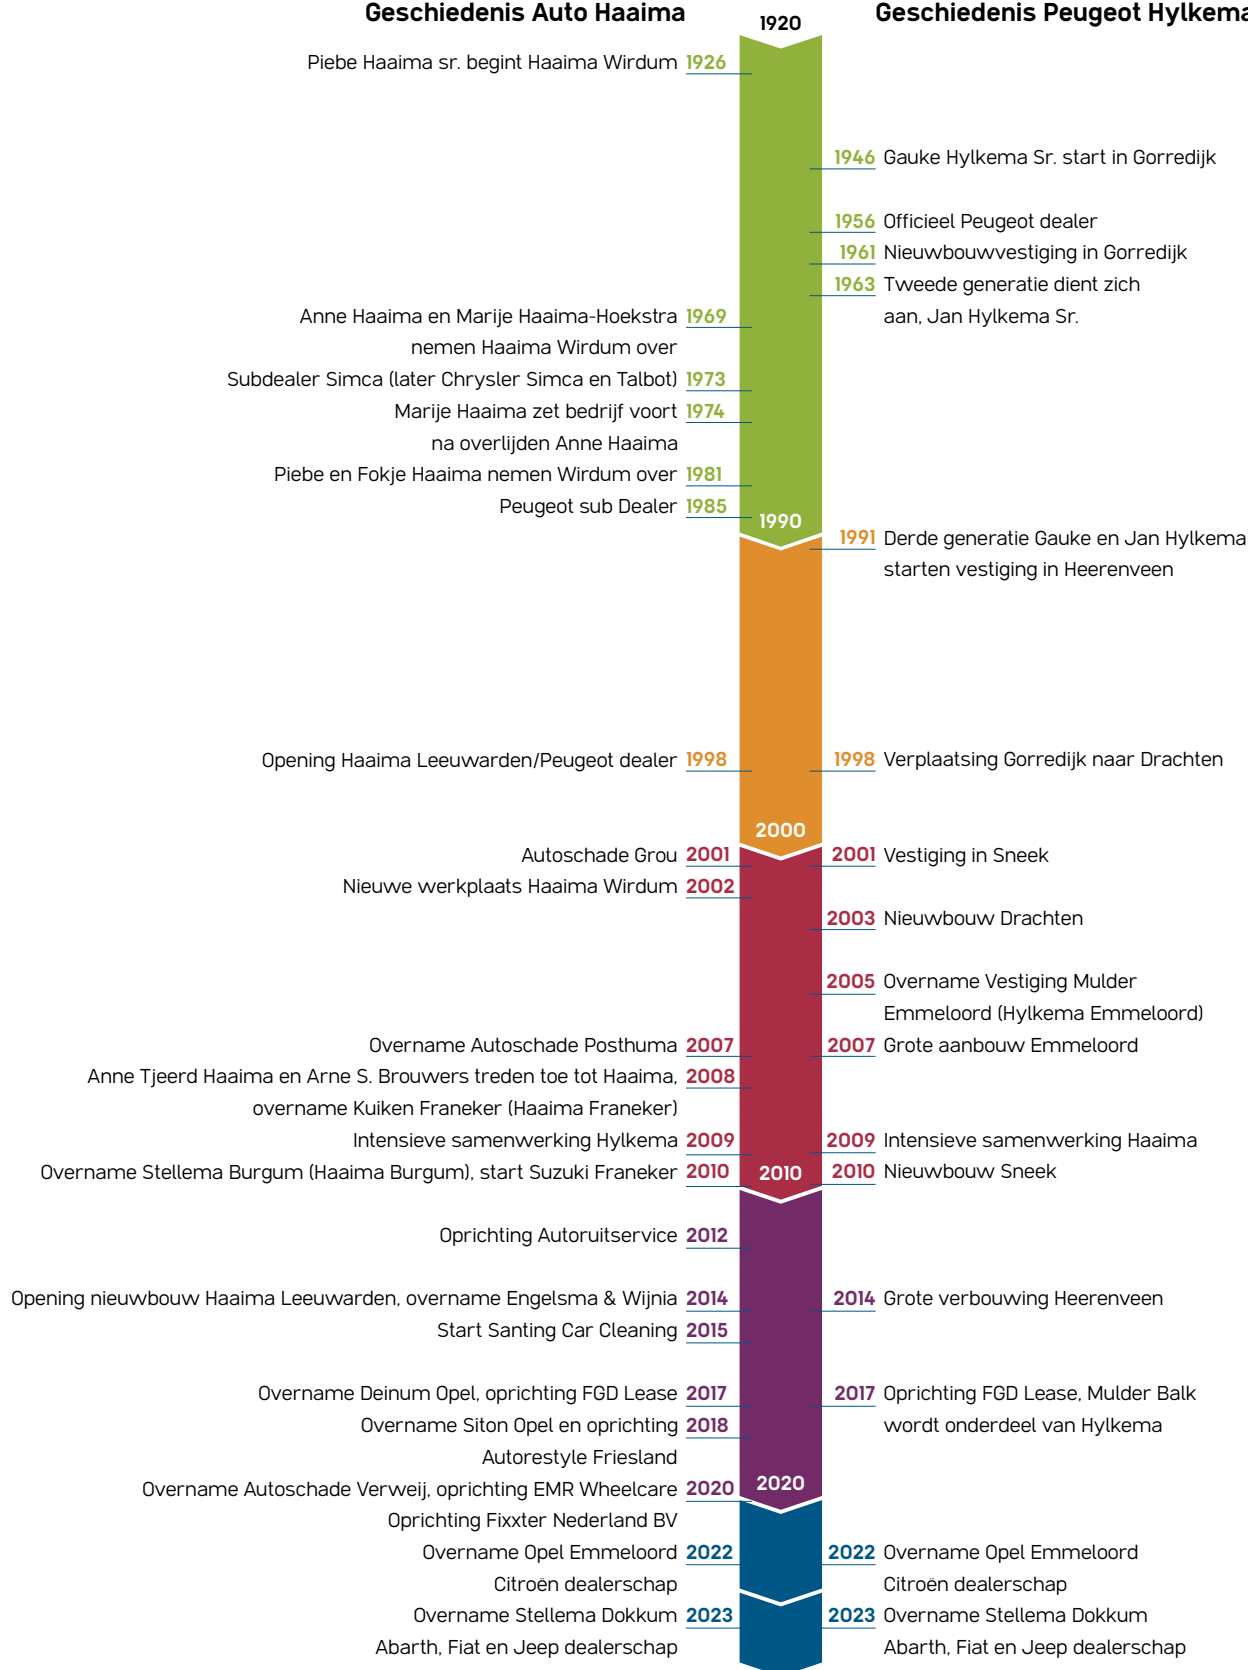 Geschiedenis Auto Haaima
1920
Geschiedenis Peugeot Hylkema
Piebe Haaima sr. begint Haaima Wirdum 1926
1946 Gauke Hylkema Sr. start in Gorredijk
1956 Officieel Peugeot dealer
1961 Nieuwbouwvestiging in Gorredijk
1963 Tweede generatie dient zich
aan, Jan Hylkema Sr.
Anne Haaima en Marije Haaima-Hoekstra 1969
nemen Haaima Wirdum over
Subdealer Simca (later Chrysler Simca en Talbot) 1973
Marije Haaima zet bedrijf voort 1974
na overlijden Anne Haaima
Piebe en Fokje Haaima nemen Wirdum over 1981
Peugeot sub Dealer 1985
1990
1991 Derde generatie Gauke en Jan Hylkema
starten vestiging in Heerenveen
Opening Haaima Leeuwarden/Peugeot dealer 1998
1998 Verplaatsing Gorredijk naar Drachten
2000
Autoschade Grou 2001
2001 Vestiging in Sneek
Nieuwe werkplaats Haaima Wirdum 2002
2003 Nieuwbouw Drachten
2005 Overname Vestiging Mulder
Emmeloord (Hylkema Emmeloord)
Overname Autoschade Posthuma 2007
2007 Grote aanbouw Emmeloord
Anne Tjeerd Haaima en Arne S. Brouwers treden toe tot Haaima, 2008
overname Kuiken Franeker (Haaima Franeker)
Intensieve samenwerking Hylkema 2009
2009 Intensieve samenwerking Haaima
Overname Stellema Burgum (Haaima Burgum), start Suzuki Franeker 2010
2010
2010 Nieuwbouw Sneek
Oprichting Autoruitservice 2012
Opening nieuwbouw Haaima Leeuwarden, overname Engelsma & Wijnia 2014
2014 Grote verbouwing Heerenveen
Start Santing Car Cleaning 2015
Overname Deinum Opel, oprichting FGD Lease 2017
2017 Oprichting FGD Lease, Mulder Balk
wordt onderdeel van Hylkema
Overname Siton Opel en oprichting 2018
Autorestyle Friesland
Overname Autoschade Verweij, oprichting EMR Wheelcare 2020
2020
Oprichting Fixxter Nederland BV
Overname Opel Emmeloord 2022
Citroën dealerschap
2022 Overname Opel Emmeloord
Citroën dealerschap
Overname Stellema Dokkum 2023
Abarth, Fiat en Jeep dealerschap
2023 Overname Stellema Dokkum
Abarth, Fiat en Jeep dealerschap